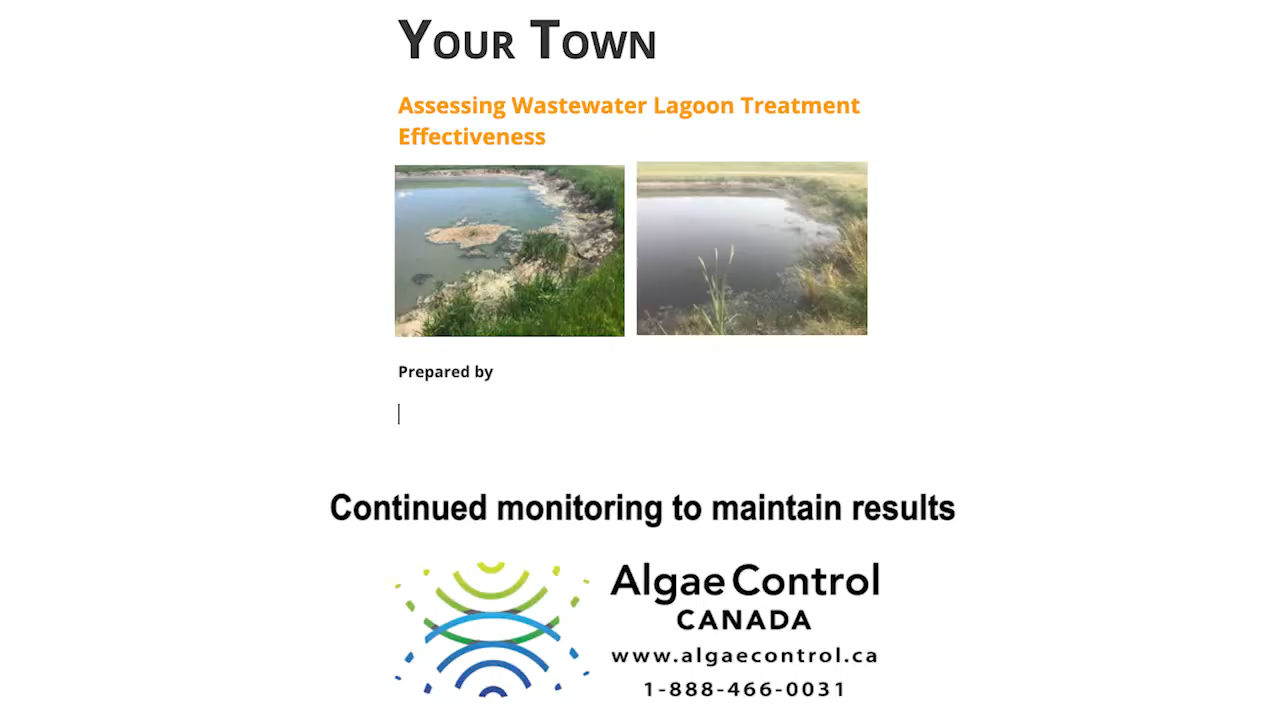 YOUR TOWN
Assessing Wastewater Lagoon Treatment
Effectiveness
Prepared by
Continued monitoring to maintain results
Algae Control
CANADA
www.algaecontrol.ca
1-888-466-0031